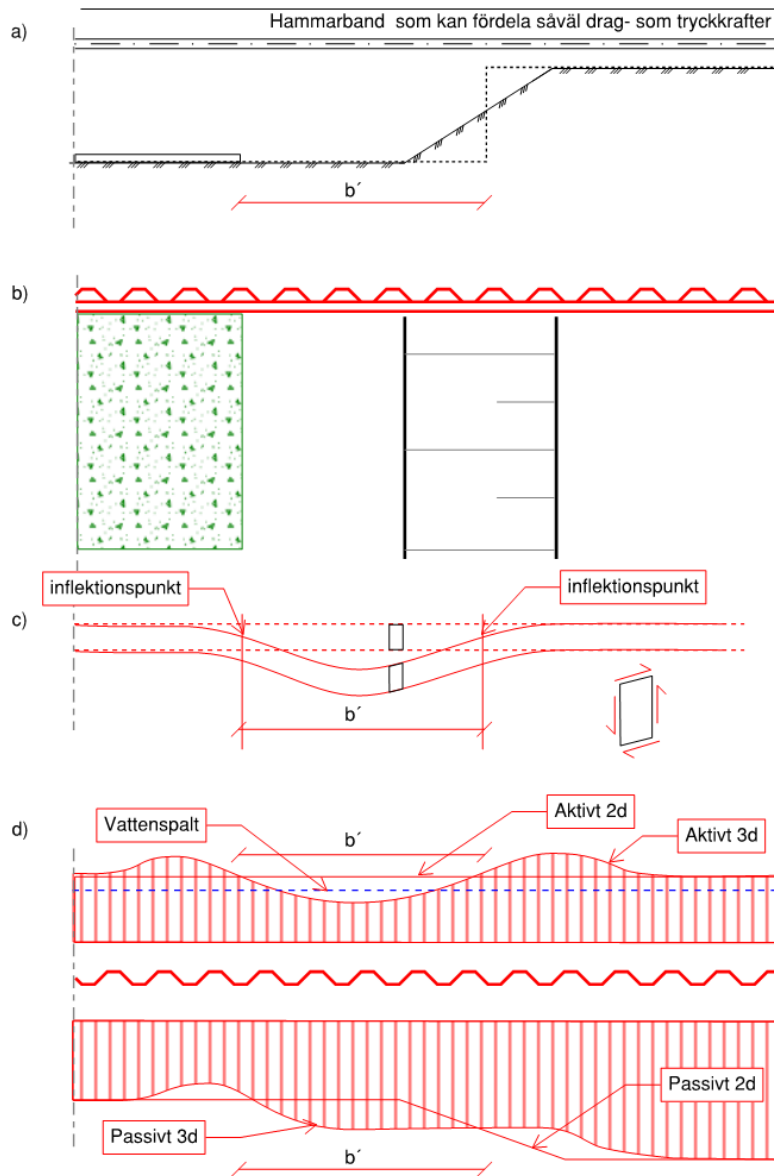 a)
Hammarband som kan fördela såväl drag- som tryckkrafter
b´
b)
inflektionspunkt
inflektionspunkt
c)
b´
d)
Vattenspalt
b´
Aktivt 2d
Aktivt 3d
Passivt 3d
Passivt 2d
b´